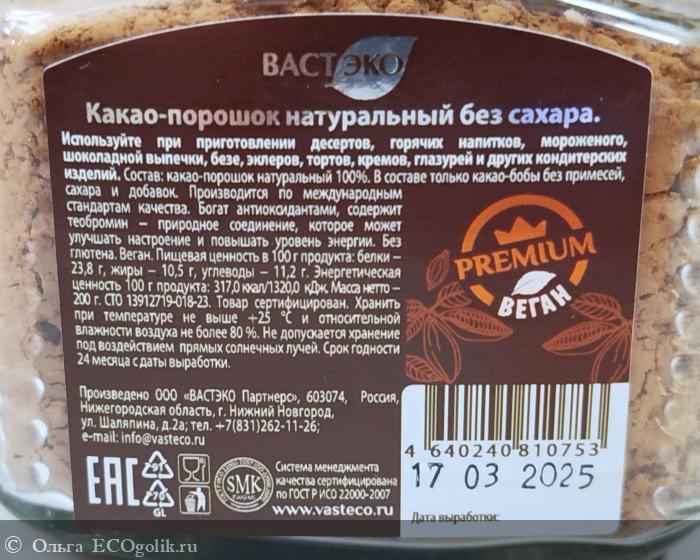 ВАСТЭКО
Какао-порошок натуральный без сахара.
Используйте при приготовлении десертов, горячих напитков, мороженого,
шоколадной выпечки, безе, эклеров, тортов, кремов, глазурей и других кондитерских
изделий. Состав: какао-порошок натуральный 100%. В составе только какао-бобы без примесей,
сахара и добавок. Производится по международным
стандартам качества. Богат антиоксидантами, содержит
теобромин – природное соединение, которое может
улучшать настроение и повышать уровень энергии. Без
глютена. Веган. Пищевая ценность в 100 г продукта: белки –
23,8 г, жиры – 10,5 г, углеводы – 11,2 г. Энергетическая
ценность 100 г продукта: 317,0 ккал/1320,0 кДж. Масса нетто –
200 г. СТО 13912719-018-23. Товар сертифицирован. Хранить
при температуре не выше +25 °С и относительной
влажности воздуха не более 80 %. Не допускается хранение
под воздействием прямых солнечных лучей. Срок годности
24 месяца с даты выработки.
PREMIUM
ВЕГАН
Произведено ООО «ВАСТЭКО Партнерс», 603074, Россия,
Нижегородская область, г. Нижний Новгород,
ул. Шаляпина, д.2а; тел. +7(831)262-11-26;
e-mail: info@vasteco.ru
4 640240 810753
17 03 2025
Дата выработки:
ЕАС
70
GL
SMK
Система менеджмента
качества сертифицирована
по ГОСТ Р ИСО 22000-2007
www.vasteco.ru
© Ольга ECOgolik.ru